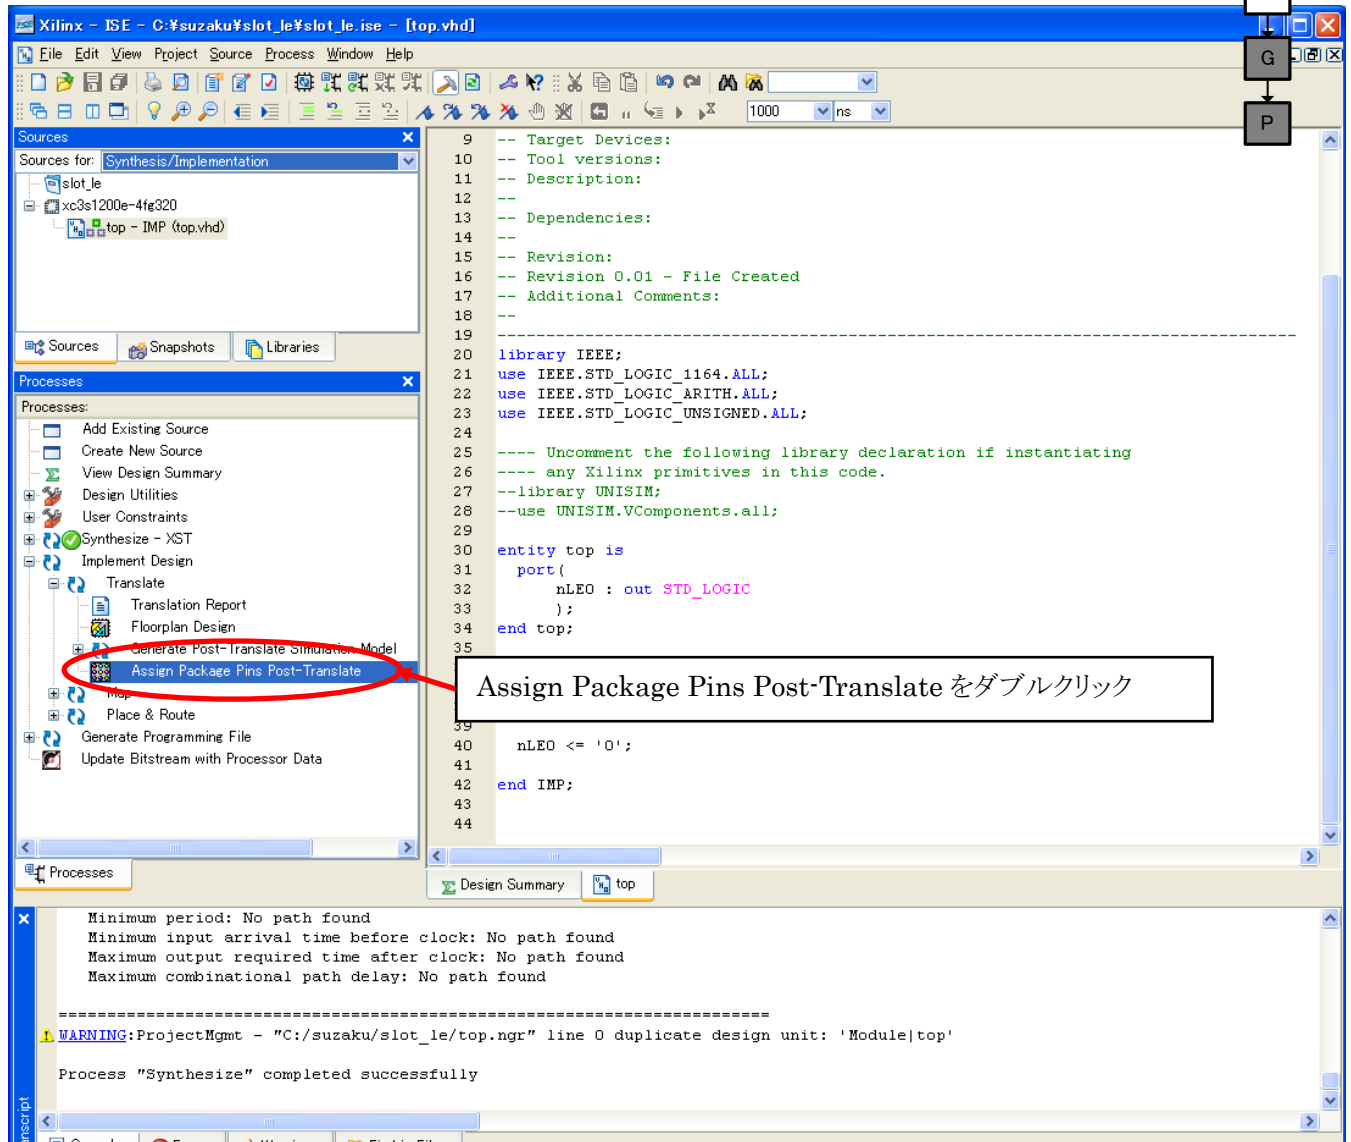 Xilinx - ISE - C:¥suzaku¥slot_le¥slot_le.ise - [top.vhd]
File Edit View Project Source Process Window Help
G
P
1000 ns
Sources
Sources for: Synthesis/Implementation
slot_le
xc3s1200e-4fg320
top - IMP (top.vhd)
Sources Snapshots Libraries
Processes
Processes:
Add Existing Source
Create New Source
View Design Summary
Design Utilities
User Constraints
Synthesize - XST
Implement Design
Translate
Translation Report
Floorplan Design
Generate Post-Translate Simulation Model
Assign Package Pins Post-Translate
Map
Place & Route
Generate Programming File
Update Bitstream with Processor Data
Processes
9 -- Target Devices:
10 -- Tool versions:
11 -- Description:
12 --
13 -- Dependencies:
14 --
15 -- Revision:
16 -- Revision 0.01 - File Created
17 -- Additional Comments:
18 --
19 ----------------------------------------------------------------------------------
20 library IEEE;
21 use IEEE.STD_LOGIC_1164.ALL;
22 use IEEE.STD_LOGIC_ARITH.ALL;
23 use IEEE.STD_LOGIC_UNSIGNED.ALL;
24
25 ---- Uncomment the following library declaration if instantiating
26 ---- any Xilinx primitives in this code.
27 --library UNISIM;
28 --use UNISIM.VComponents.all;
29
30 entity top is
31 port(
32 nLE0 : out STD_LOGIC
33 );
34 end top;
35
Assign Package Pins Post-Translate をダブルクリック
39
40 nLE0 <= '0';
41
42 end IMP;
43
44
Design Summary top
Minimum period: No path found
Minimum input arrival time before clock: No path found
Maximum output required time after clock: No path found
Maximum combinational path delay: No path found
=========================================================================
WARNING:ProjectMgmt - "C:/suzaku/slot_le/top.ngr" line 0 duplicate design unit: 'Module|top'
Process "Synthesize" completed successfully